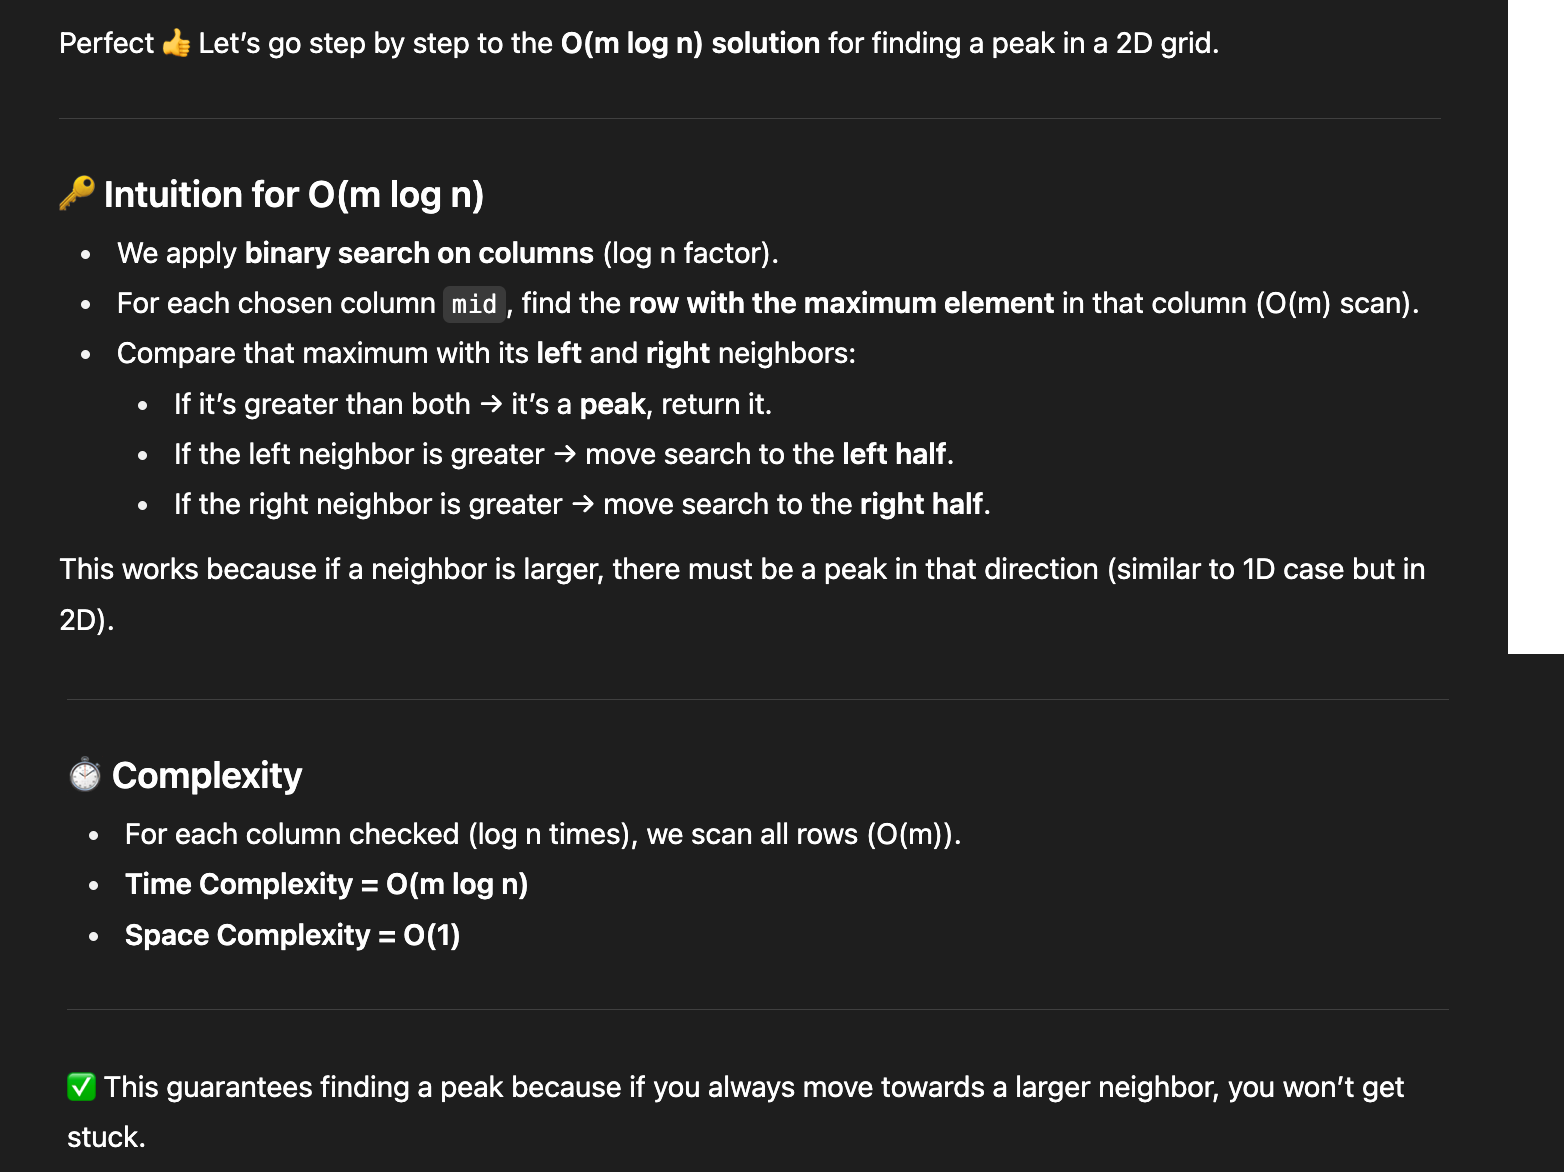 Perfect 👍 Let’s go step by step to the O(m log n) solution for finding a peak in a 2D grid.
🔑 Intuition for O(m log n)
• We apply binary search on columns (log n factor).
• For each chosen column mid, find the row with the maximum element in that column (O(m) scan).
• Compare that maximum with its left and right neighbors:
• If it’s greater than both → it’s a peak, return it.
• If the left neighbor is greater → move search to the left half.
• If the right neighbor is greater → move search to the right half.
This works because if a neighbor is larger, there must be a peak in that direction (similar to 1D case but in
2D).
⏱️ Complexity
• For each column checked (log n times), we scan all rows (O(m)).
• Time Complexity = O(m log n)
• Space Complexity = O(1)
✅ This guarantees finding a peak because if you always move towards a larger neighbor, you won’t get
stuck.